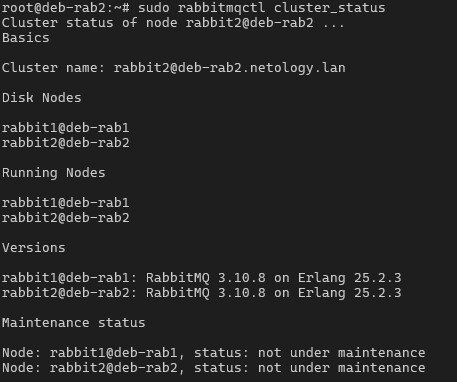 root@deb-rab2:~# sudo rabbitmqctl cluster_status
Cluster status of node rabbit2@deb-rab2 ...
Basics
Cluster name: rabbit2@deb-rab2.netology.lan
Disk Nodes
rabbit1@deb-rab1
rabbit2@deb-rab2
Running Nodes
rabbit1@deb-rab1
rabbit2@deb-rab2
Versions
rabbit1@deb-rab1: RabbitMQ 3.10.8 on Erlang 25.2.3
rabbit2@deb-rab2: RabbitMQ 3.10.8 on Erlang 25.2.3
Maintenance status
Node: rabbit1@deb-rab1, status: not under maintenance
Node: rabbit2@deb-rab2, status: not under maintenance